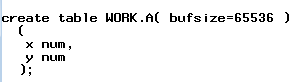 create table WORK.A( bufsize=65536 )
(
x num,
y num
);